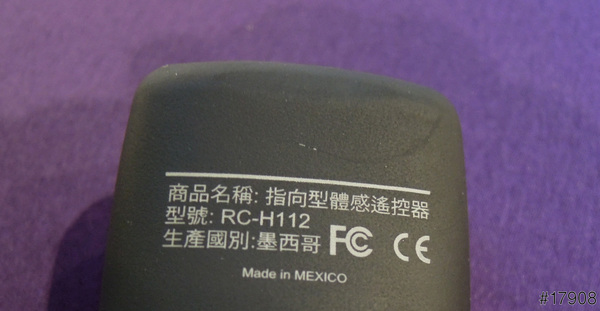 商品名稱: 指向型體感遙控器
型號: RC-H112
生產國別:墨西哥 FC CE
Made in MEXICO
#17908